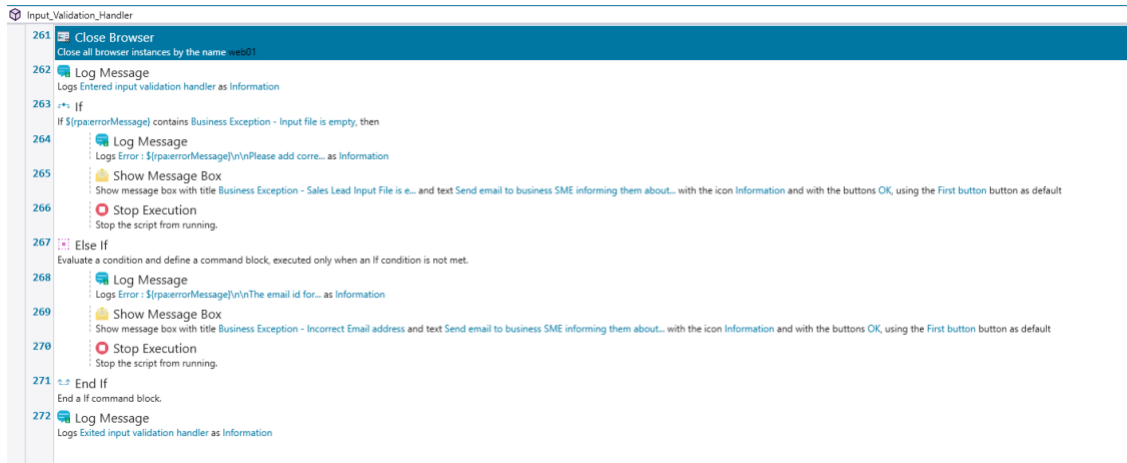 Input_Validation_Handler
261 Close Browser
Close all browser instances by the name web01
262 Log Message
Logs Entered input validation handler as Information
263 If
If ${rpa:errorMessage} contains Business Exception - Input file is empty, then
264 Log Message
Logs Error : ${rpa:errorMessage}\n\nPlease add corre... as Information
265 Show Message Box
Show message box with title Business Exception - Sales Lead Input File is e... and text Send email to business SME informing them about... with the icon Information and with the buttons OK, using the First button button as default
266 Stop Execution
Stop the script from running.
267 Else If
Evaluate a condition and define a command block, executed only when an If condition is not met.
268 Log Message
Logs Error : ${rpa:errorMessage}\n\nThe email id for... as Information
269 Show Message Box
Show message box with title Business Exception - Incorrect Email address and text Send email to business SME informing them about... with the icon Information and with the buttons OK, using the First button button as default
270 Stop Execution
Stop the script from running.
271 End If
End a If command block.
272 Log Message
Logs Exited input validation handler as Information